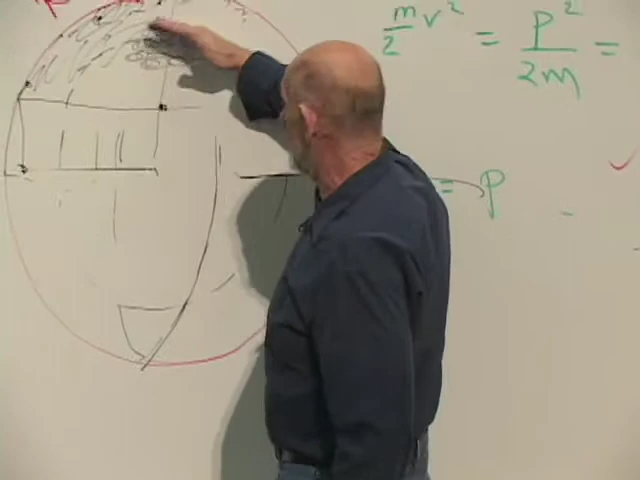 m/2 v² = P²/2m =
= P